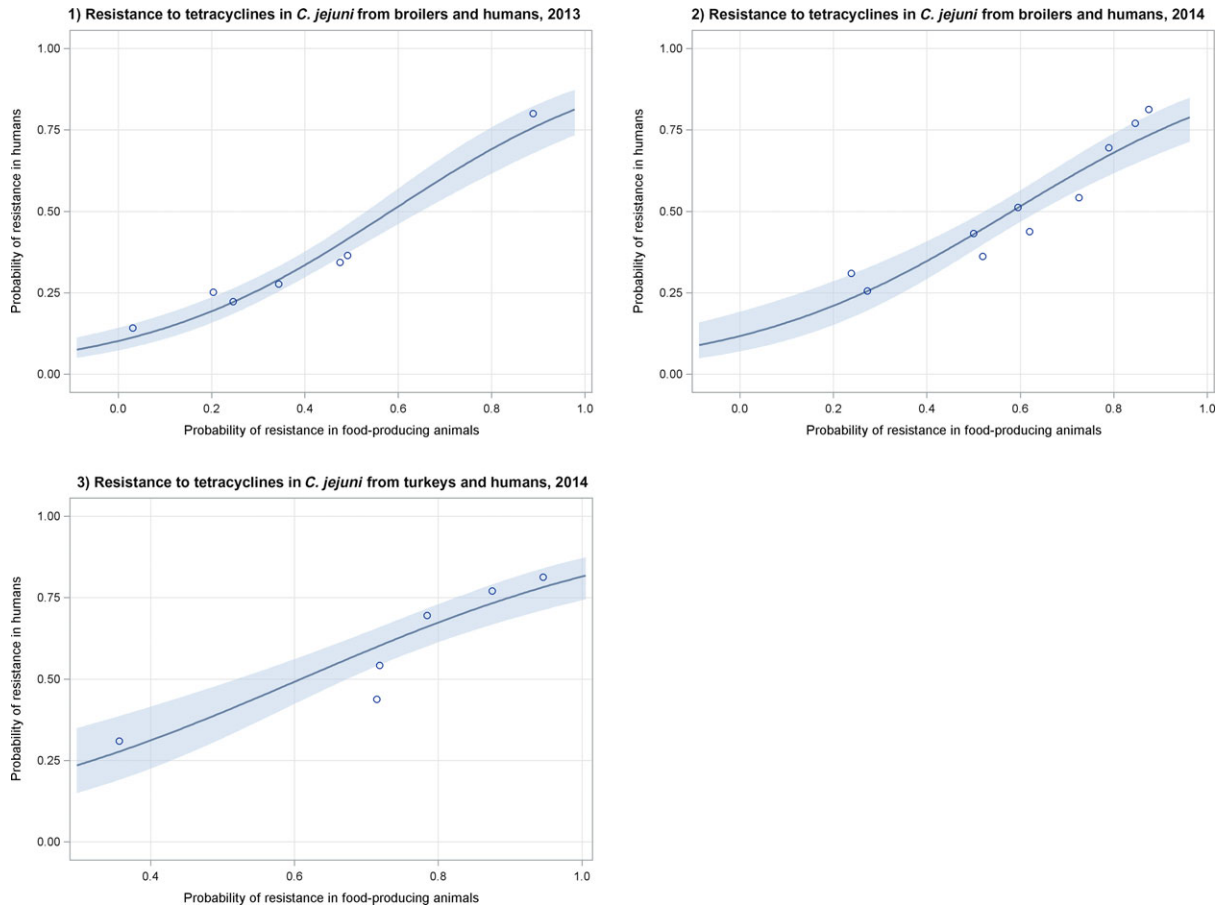 1) Resistance to tetracyclines in C. jejuni from broilers and humans, 2013
1.00
0.75
0.50
0.25
0.00
Probability of resistance in humans
0.0 0.2 0.4 0.6 0.8 1.0
Probability of resistance in food-producing animals
2) Resistance to tetracyclines in C. jejuni from broilers and humans, 2014
1.00
0.75
0.50
0.25
0.00
Probability of resistance in humans
0.0 0.2 0.4 0.6 0.8 1.0
Probability of resistance in food-producing animals
3) Resistance to tetracyclines in C. jejuni from turkeys and humans, 2014
1.00
0.75
0.50
0.25
0.00
Probability of resistance in humans
0.4 0.6 0.8 1.0
Probability of resistance in food-producing animals